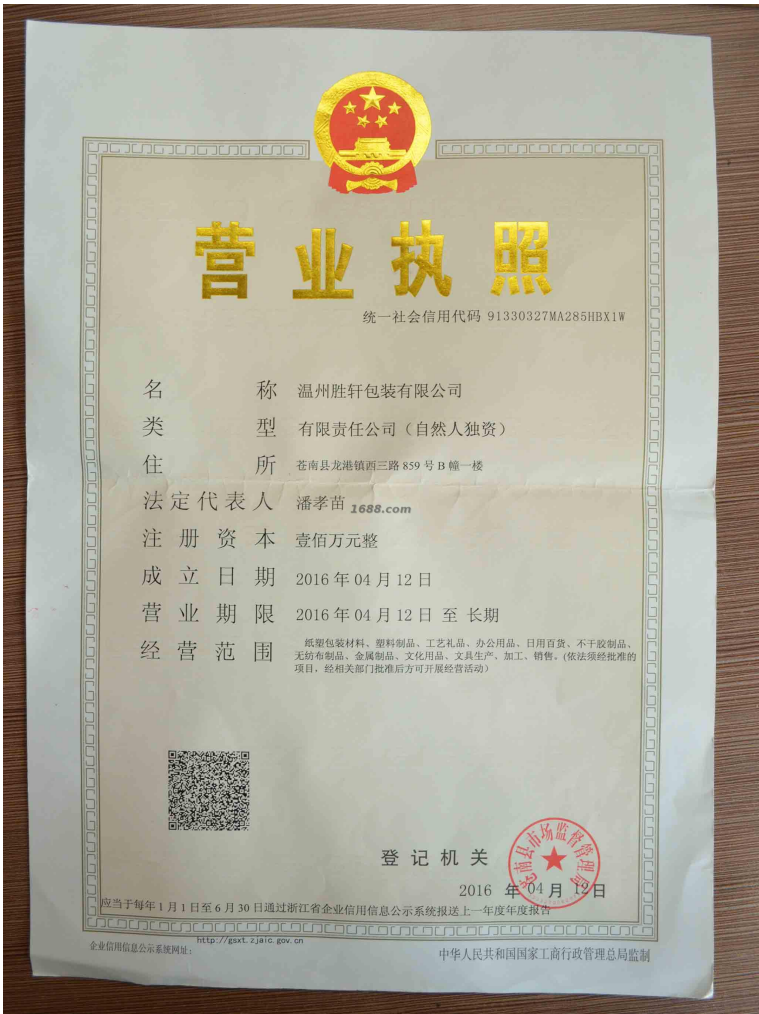 营业执照
统一社会信用代码 91330327MA285HBX1W
名称 温州胜轩包装有限公司
类型 有限责任公司（自然人独资）
住所 苍南县龙港镇西三路859号B幢一楼
法定代表人 潘孝苗
1688.com
注册资本 壹佰万元整
成立日期 2016年04月12日
营业期限 2016年04月12日至 长期
经营范围 纸塑包装材料、塑料制品、工艺礼品、办公用品、日用百货、不干胶制品、
无纺布制品、金属制品、文化用品、文具生产、加工、销售。(依法须经批准的
项目，经相关部门批准后方可开展经营活动）
登记机关
苍南县市场监督管理局
2016 年 04 月 12 日
应当于每年1月1日至6月30日通过浙江省企业信用信息公示系统报送上一年度年度报告
企业信用信息公示系统网址： http://gsxt.zjaic.gov.cn
中华人民共和国国家工商行政管理总局监制